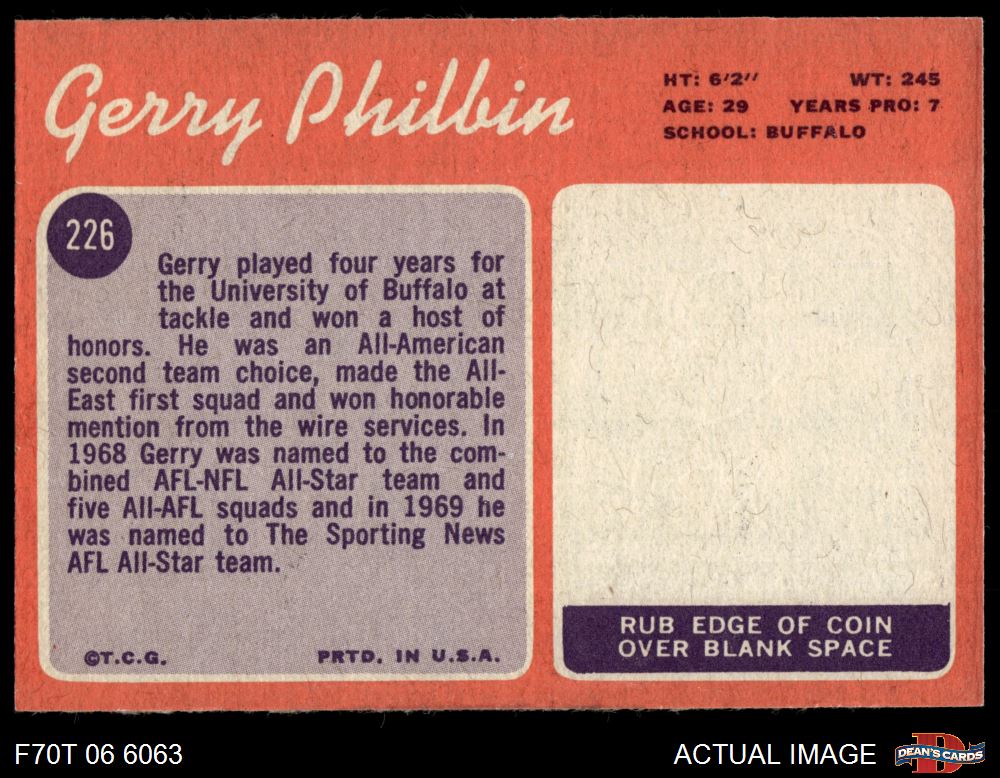 Gerry Philbin
HT: 6'2" WT: 245
AGE: 29 YEARS PRO: 7
SCHOOL: BUFFALO
226
Gerry played four years for
the University of Buffalo at
tackle and won a host of
honors. He was an All-American
second team choice, made the All-
East first squad and won honorable
mention from the wire services. In
1968 Gerry was named to the com-
bined AFL-NFL All-Star team and
five All-AFL squads and in 1969 he
was named to The Sporting News
AFL All-Star team.
©T.C.G. PRTD. IN U.S.A.
RUB EDGE OF COIN
OVER BLANK SPACE
F70T 06 6063
ACTUAL IMAGE
D
DEAN'S CARDS